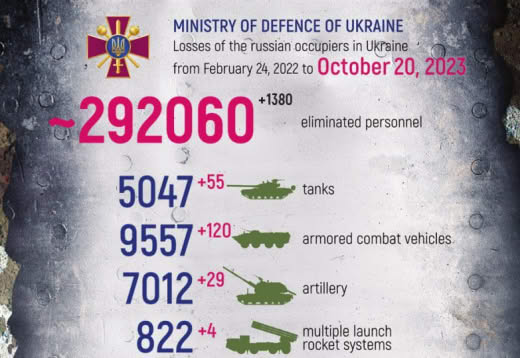 MINISTRY OF DEFENCE OF UKRAINE
Losses of the russian occupiers in Ukraine
from February 24, 2022 to October 20, 2023
~292060 +1380 eliminated personnel
5047 +55 tanks
9557 +120 armored combat vehicles
7012 +29 artillery
822 +4 multiple launch
rocket systems